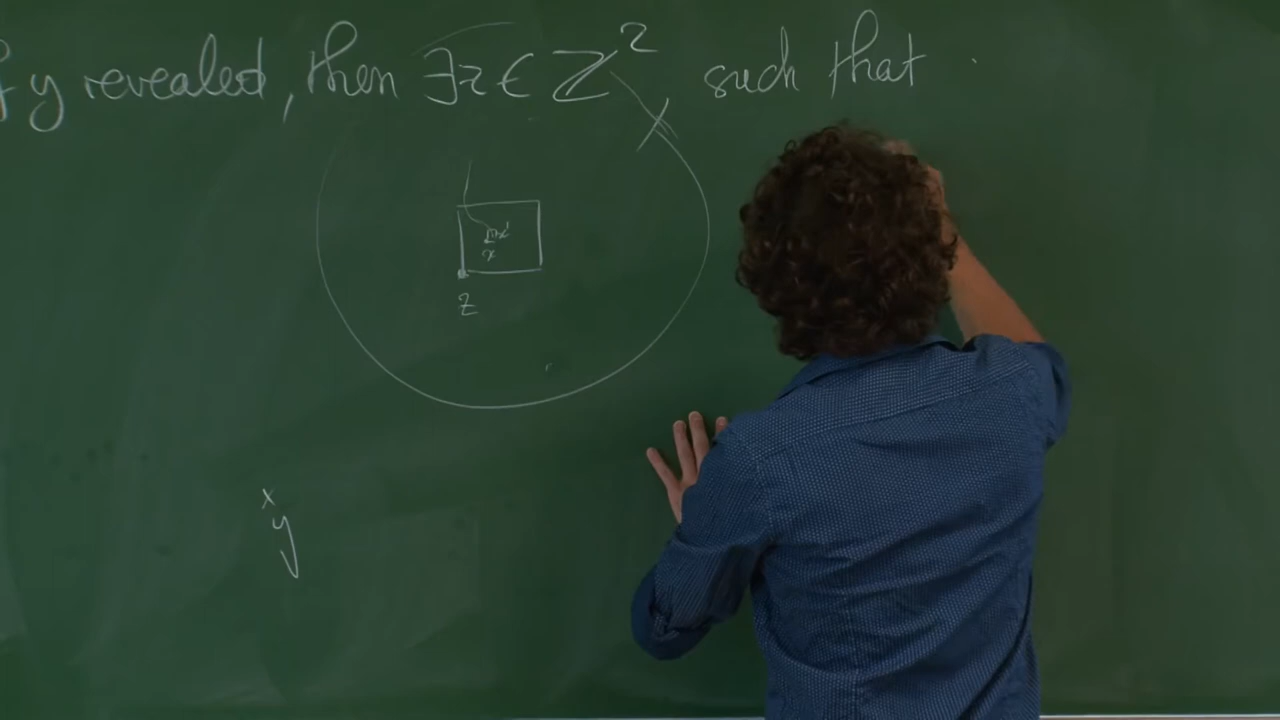 y revealed, then ∃z ∈ ℤ² such that
x
z
x
y